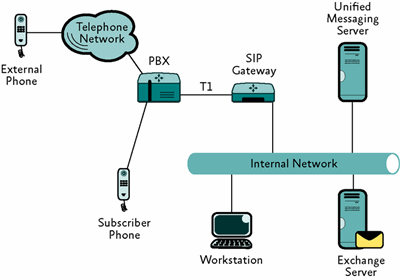 Telephone
Network
External
Phone
PBX
T1
SIP
Gateway
Unified
Messaging
Server
Internal Network
Subscriber
Phone
Workstation
Exchange
Server